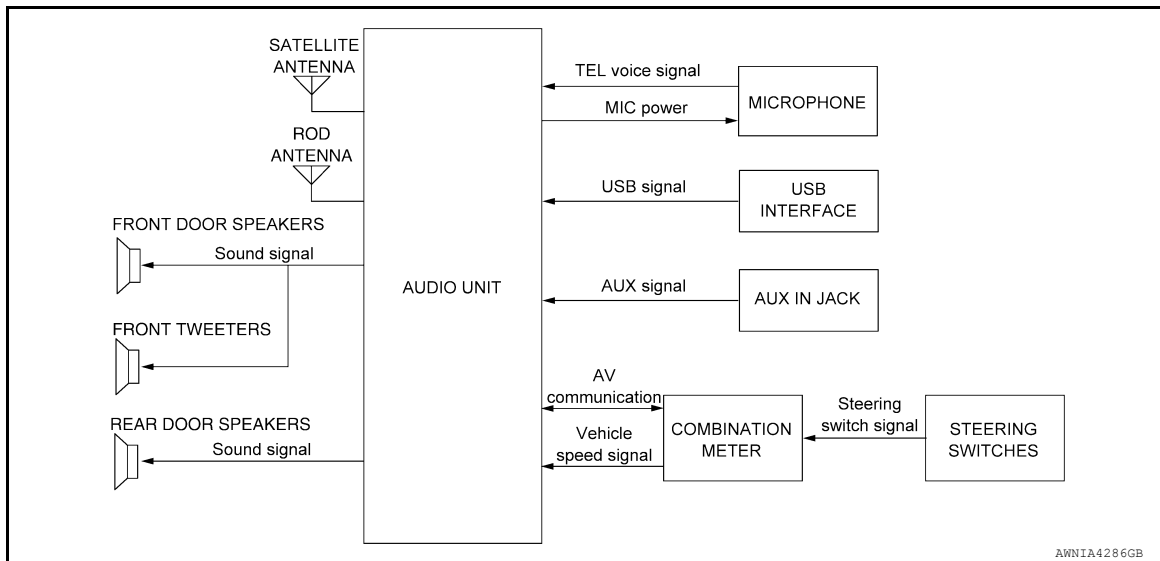 SATELLITE
ANTENNA
ROD
ANTENNA
FRONT DOOR SPEAKERS
Sound signal
FRONT TWEETERS
REAR DOOR SPEAKERS
Sound signal
AUDIO UNIT
TEL voice signal
MIC power
MICROPHONE
USB signal
USB
INTERFACE
AUX signal
AUX IN JACK
AV
communication
Vehicle
speed signal
COMBINATION
METER
Steering
switch signal
STEERING
SWITCHES
AWNIA4286GB